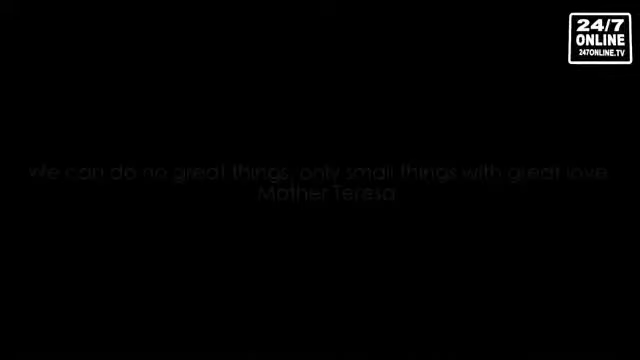 24/7
ONLINE
247ONLINE.TV
We can do no great things, only small things with great love
Mother Teresa